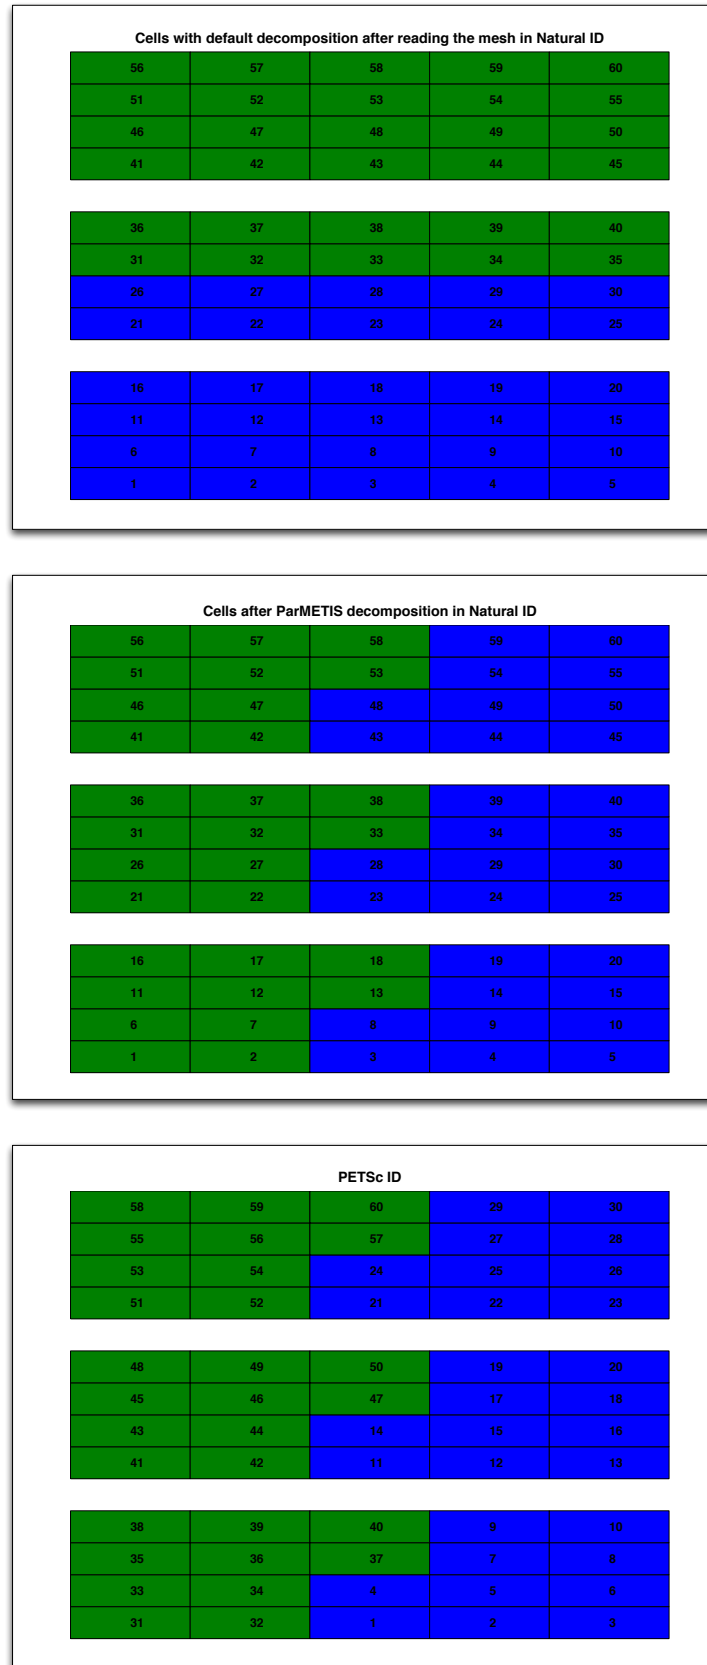 Cells with default decomposition after reading the mesh in Natural ID
56 57 58 59 60
51 52 53 54 55
46 47 48 49 50
41 42 43 44 45
36 37 38 39 40
31 32 33 34 35
26 27 28 29 30
21 22 23 24 25
16 17 18 19 20
11 12 13 14 15
6 7 8 9 10
1 2 3 4 5
Cells after ParMETIS decomposition in Natural ID
56 57 58 59 60
51 52 53 54 55
46 47 48 49 50
41 42 43 44 45
36 37 38 39 40
31 32 33 34 35
26 27 28 29 30
21 22 23 24 25
16 17 18 19 20
11 12 13 14 15
6 7 8 9 10
1 2 3 4 5
PETSc ID
58 59 60 29 30
55 56 57 27 28
53 54 24 25 26
51 52 21 22 23
48 49 50 19 20
45 46 47 17 18
43 44 14 15 16
41 42 11 12 13
38 39 40 9 10
35 36 37 7 8
33 34 4 5 6
31 32 1 2 3